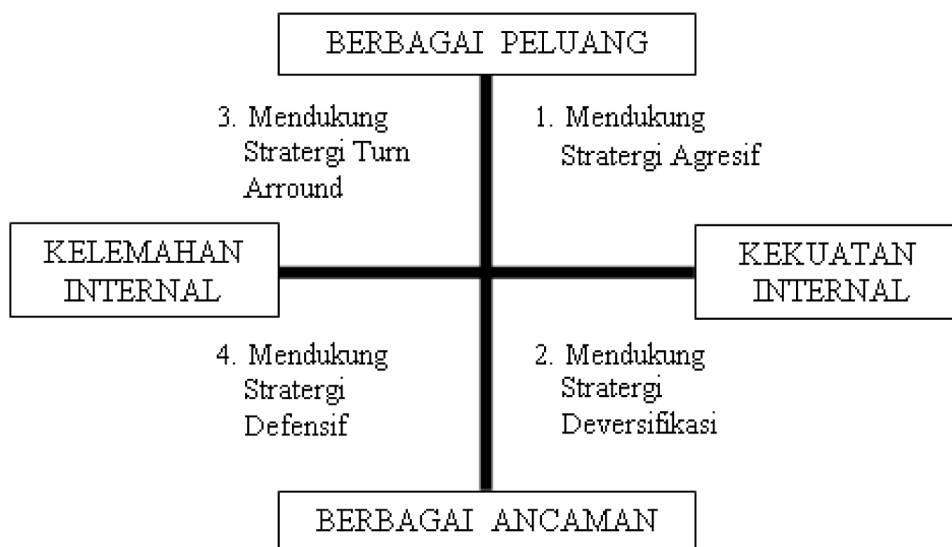 BERBAGAI PELUANG
3. Mendukung
Stratergi Turn
Arround
1. Mendukung
Stratergi Agresif
KELEMAHAN
INTERNAL
KEKUATAN
INTERNAL
4. Mendukung
Stratergi
Defensif
2. Mendukung
Stratergi
Deversifikasi
BERBAGAI ANCAMAN